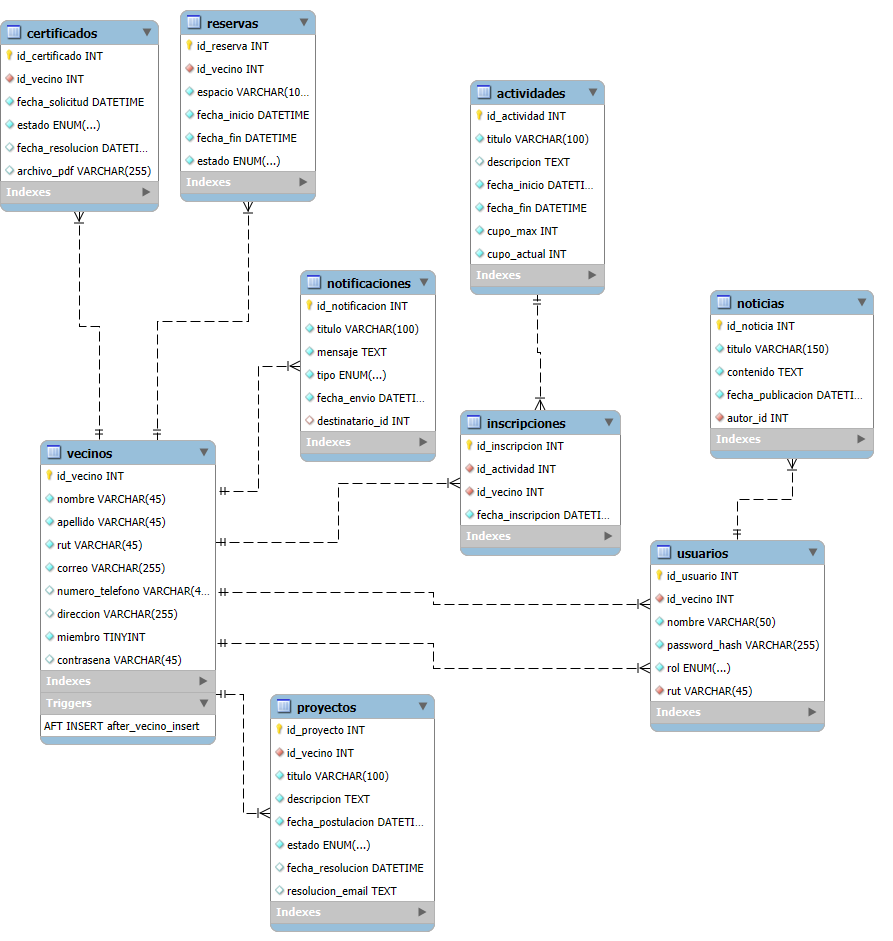 certificados
id_certificado INT
id_vecino INT
fecha_solicitud DATETIME
estado ENUM(...)
fecha_resolucion DATETI...
archivo_pdf VARCHAR(255)
Indexes
reservas
id_reserva INT
id_vecino INT
espacio VARCHAR(10...
fecha_inicio DATETIME
fecha_fin DATETIME
estado ENUM(...)
Indexes
actividades
id_actividad INT
titulo VARCHAR(100)
descripcion TEXT
fecha_inicio DATETI...
fecha_fin DATETIME
cupo_max INT
cupo_actual INT
Indexes
notificaciones
id_notificacion INT
titulo VARCHAR(100)
mensaje TEXT
tipo ENUM(...)
fecha_envio DATETI...
destinatario_id INT
Indexes
noticias
id_noticia INT
titulo VARCHAR(150)
contenido TEXT
fecha_publicacion DATETI...
autor_id INT
Indexes
inscripciones
id_inscripcion INT
id_actividad INT
id_vecino INT
fecha_inscripcion DATETI...
Indexes
vecinos
id_vecino INT
nombre VARCHAR(45)
apellido VARCHAR(45)
rut VARCHAR(45)
correo VARCHAR(255)
numero_telefono VARCHAR(4...
direccion VARCHAR(255)
miembro TINYINT
contrasena VARCHAR(45)
Indexes
Triggers
AFT INSERT after_vecino_insert
usuarios
id_usuario INT
id_vecino INT
nombre VARCHAR(50)
password_hash VARCHAR(255)
rol ENUM(...)
rut VARCHAR(45)
Indexes
proyectos
id_proyecto INT
id_vecino INT
titulo VARCHAR(100)
descripcion TEXT
fecha_postulacion DATETI...
estado ENUM(...)
fecha_resolucion DATETIME
resolucion_email TEXT
Indexes